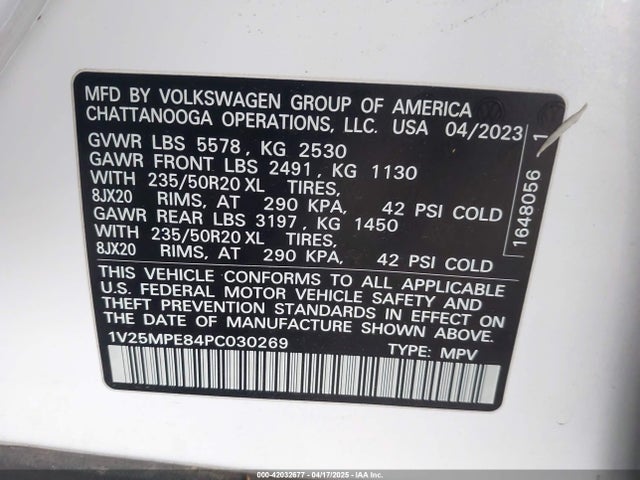 MFD BY VOLKSWAGEN GROUP OF AMERICA
CHATTANOOGA OPERATIONS, LLC. USA 04/2023
GVWR LBS 5578, KG 2530
GAWR FRONT LBS 2491, KG 1130
WITH 235/50R20 XL TIRES,
8JX20 RIMS, AT 290 KPA, 42 PSI COLD
GAWR REAR LBS 3197, KG 1450
WITH 235/50R20 XL TIRES,
8JX20 RIMS, AT 290 KPA, 42 PSI COLD
THIS VEHICLE CONFORMS TO ALL APPLICABLE
U.S. FEDERAL MOTOR VEHICLE SAFETY AND
THEFT PREVENTION STANDARDS IN EFFECT ON
THE DATE OF MANUFACTURE SHOWN ABOVE.
1V25MPE84PC030269 TYPE: MPV
1648056 1
000-42032677 - 04/17/2025 - IAA Inc.